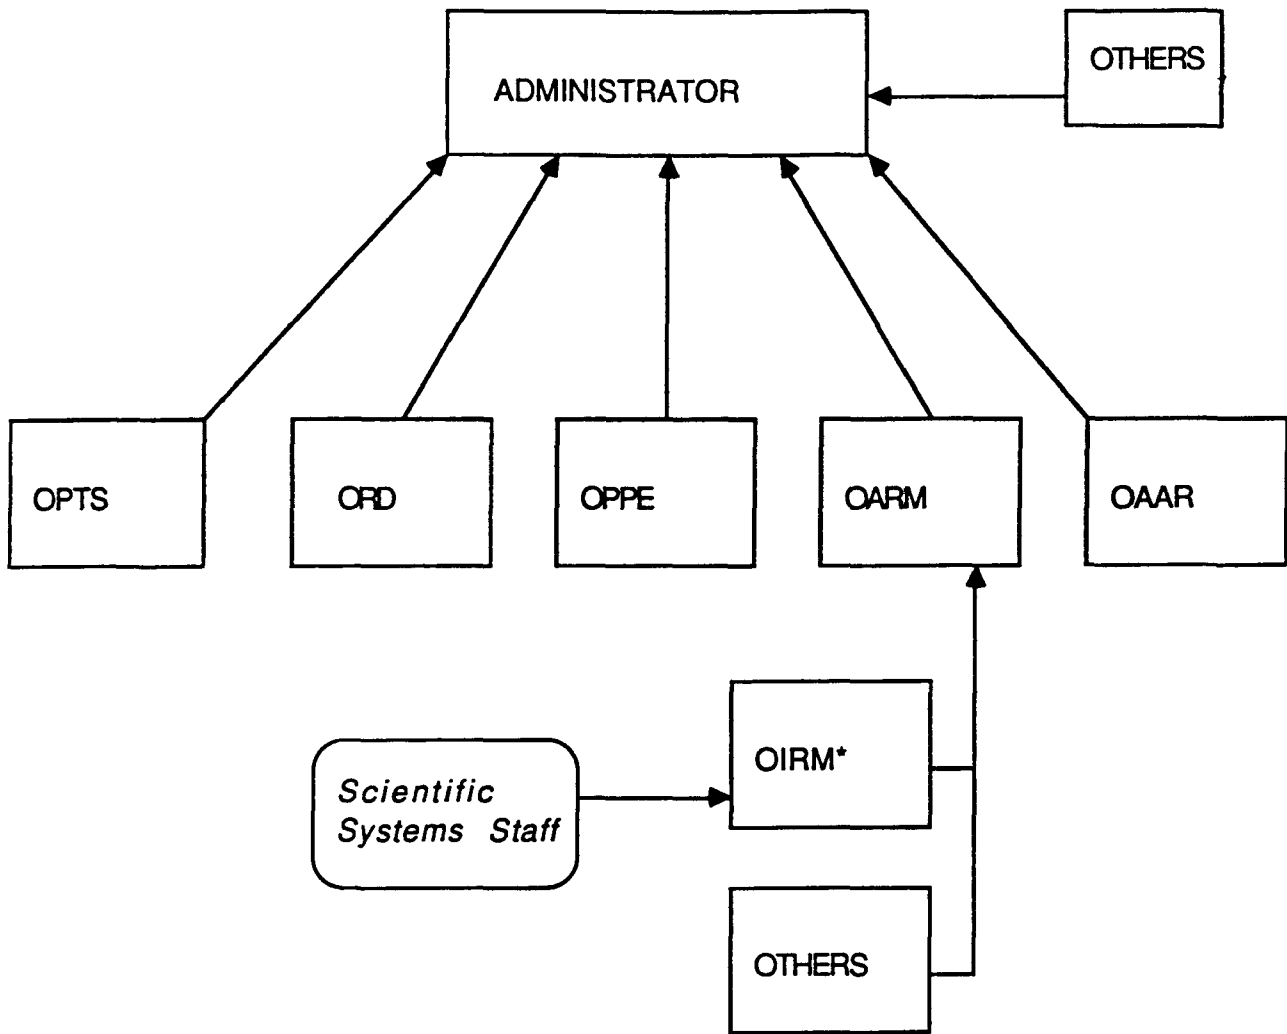 OTHERS
ADMINISTRATOR
OPTS
ORD
OPPE
OARM
OAAR
OIRM*
Scientific
Systems Staff
OTHERS